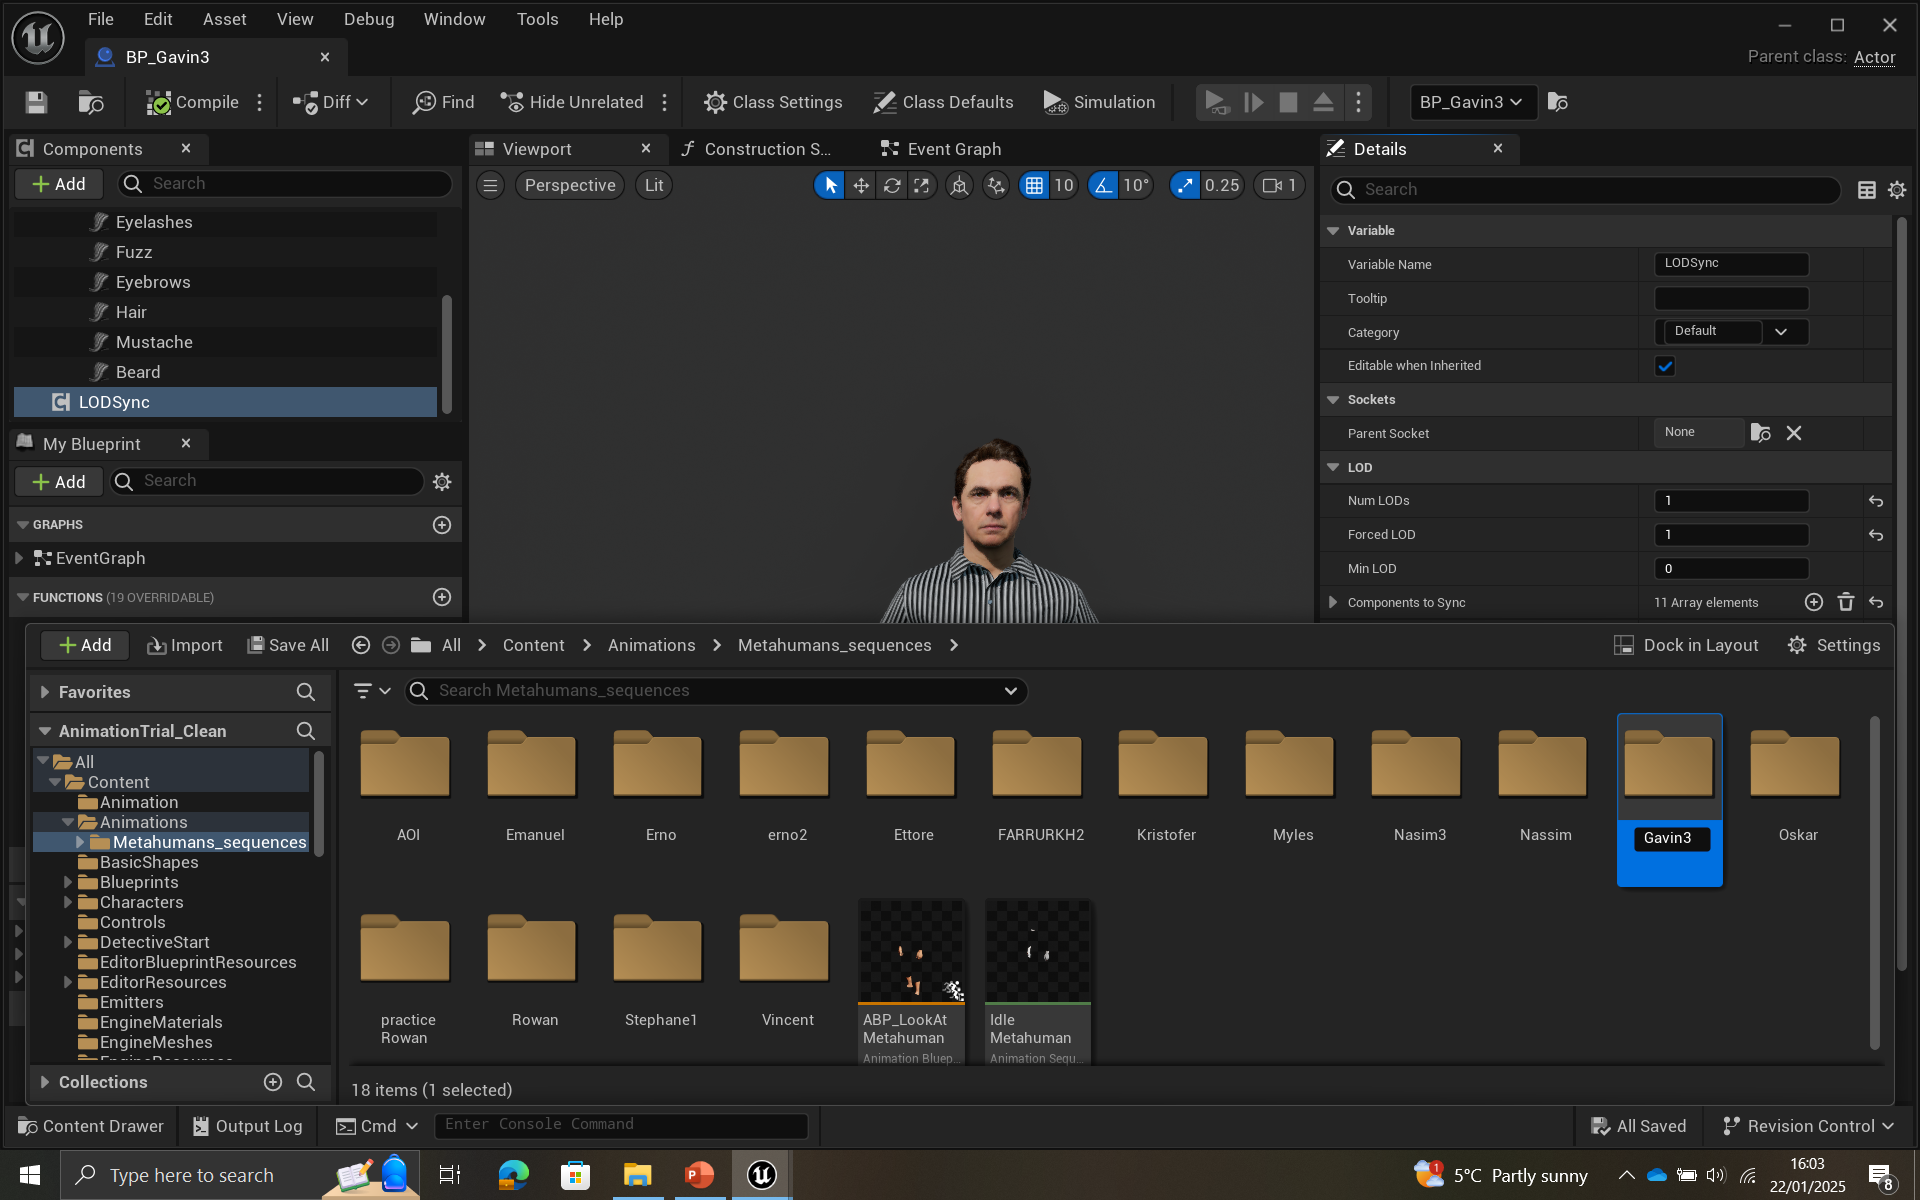 File Edit Asset View Debug Window Tools Help
BP_Gavin3
Parent class: Actor
Compile Diff Find Hide Unrelated Class Settings Class Defaults Simulation BP_Gavin3
Components
Add Search
Eyelashes
Fuzz
Eyebrows
Hair
Mustache
Beard
LODSync
My Blueprint
Add Search
GRAPHS
EventGraph
FUNCTIONS (19 OVERRIDABLE)
Viewport Construction S... Event Graph
Perspective Lit 10 10° 0.25 1
Details
Search
Variable
Variable Name LODSync
Tooltip
Category Default
Editable when Inherited
Sockets
Parent Socket None
LOD
Num LODs 1
Forced LOD 1
Min LOD 0
Components to Sync 11 Array elements
Add Import Save All All Content Animations Metahumans_sequences Dock in Layout Settings
Favorites
AnimationTrial_Clean
All
Content
Animation
Animations
Metahumans_sequences
BasicShapes
Blueprints
Characters
Controls
DetectiveStart
EditorBlueprintResources
EditorResources
Emitters
EngineMaterials
EngineMeshes
EngineResources
Collections
Search Metahumans_sequences
AOI Emanuel Erno erno2 Ettore FARRURKH2 Kristofer Myles Nasim3 Nassim Gavin3 Oskar
practice Rowan
Rowan Stephane1 Vincent
ABP_LookAt
Metahuman
Animation Bluep...
Idle
Metahuman
Animation Sequ...
18 items (1 selected)
Content Drawer Output Log Cmd Enter Console Command All Saved Revision Control
Type here to search
1 5°C Partly sunny
16:03
22/01/2025
8